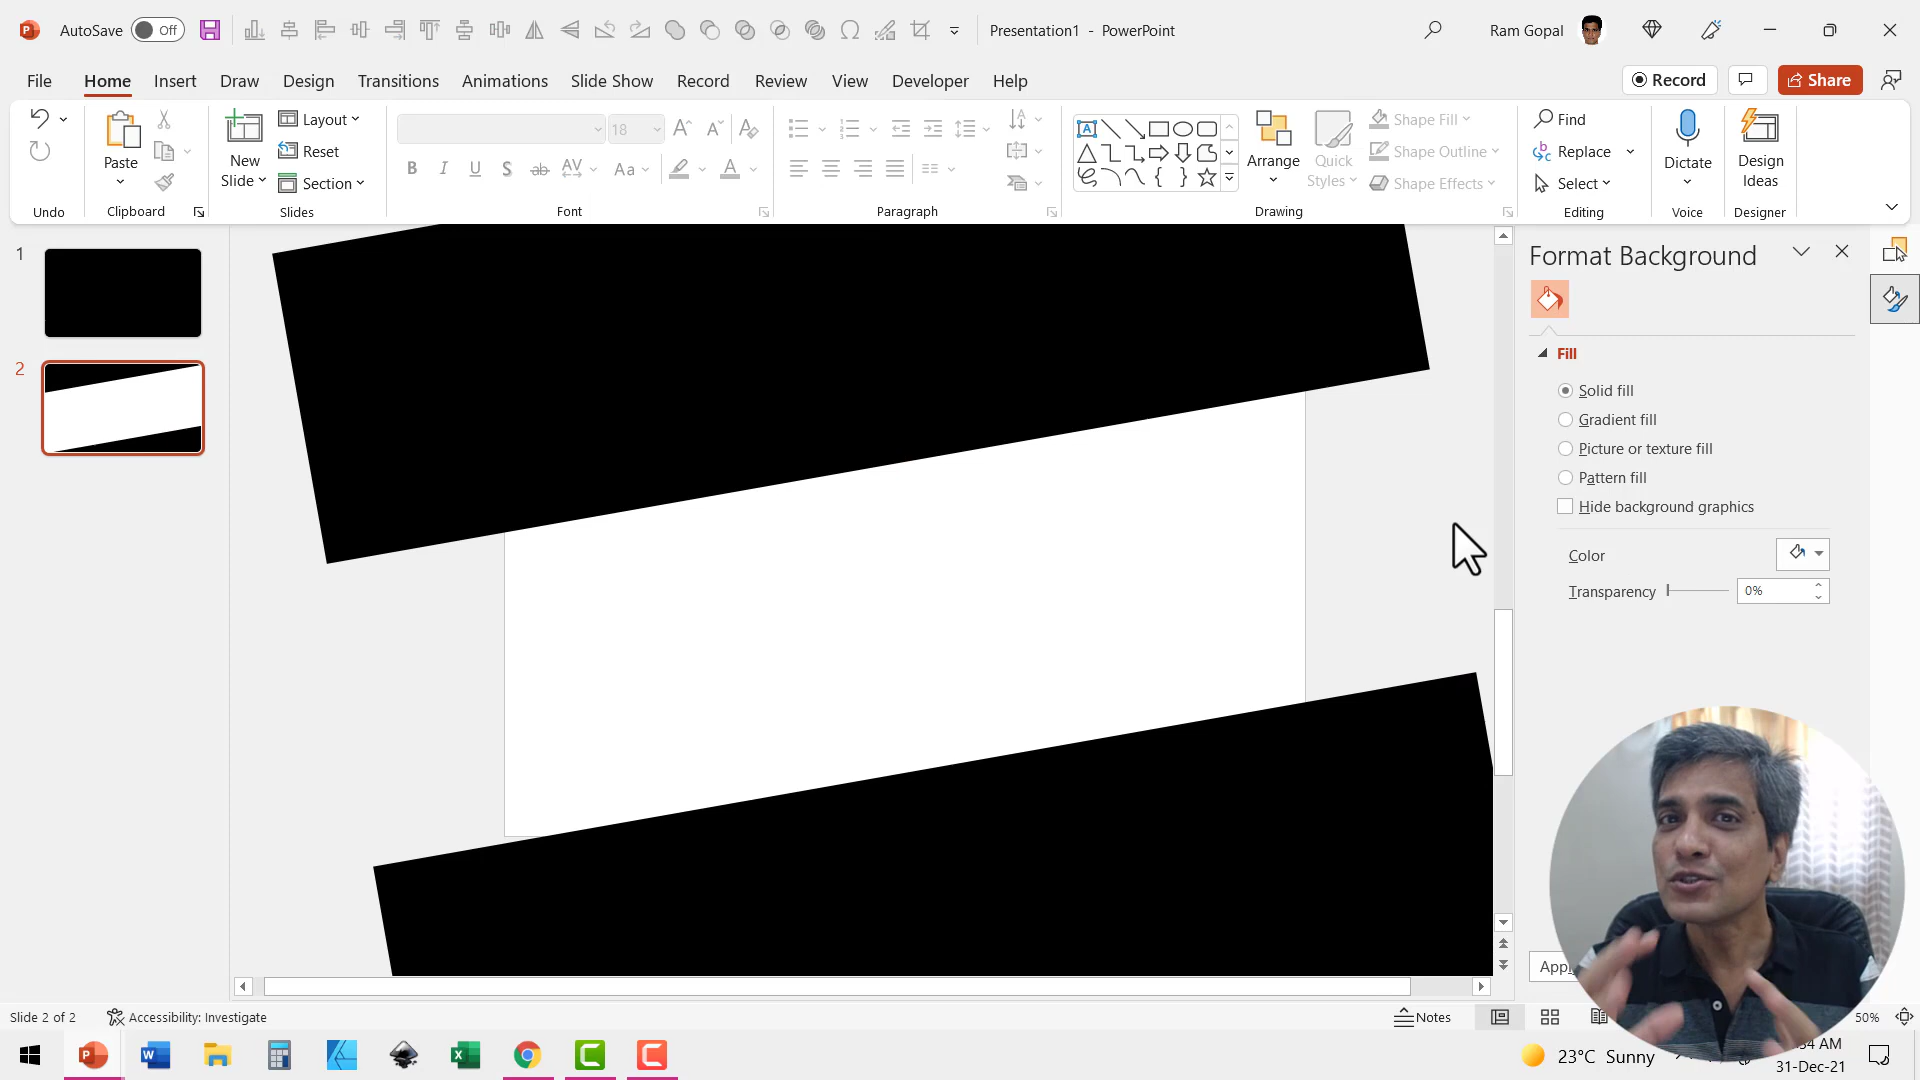 AutoSave Off Presentation1 - PowerPoint Ram Gopal
File Home Insert Draw Design Transitions Animations Slide Show Record Developer Review View Help
Record Share
Paste
New
Slide
Layout
Reset
Section
18
B I U S ab AV Aa A
Arrange
Quick
Styles
Shape Fill
Shape Outline
Shape Effects
Find
Replace
Select
Dictate
Design
Ideas
Undo Clipboard Slides Font Paragraph Drawing Editing Voice Designer
1
2
Format Background
Fill
Solid fill
Gradient fill
Picture or texture fill
Pattern fill
Hide background graphics
Color
Transparency 0%
Slide 2 of 2 Accessibility: Investigate Notes 50%
23°C Sunny
AM
31-Dec-21